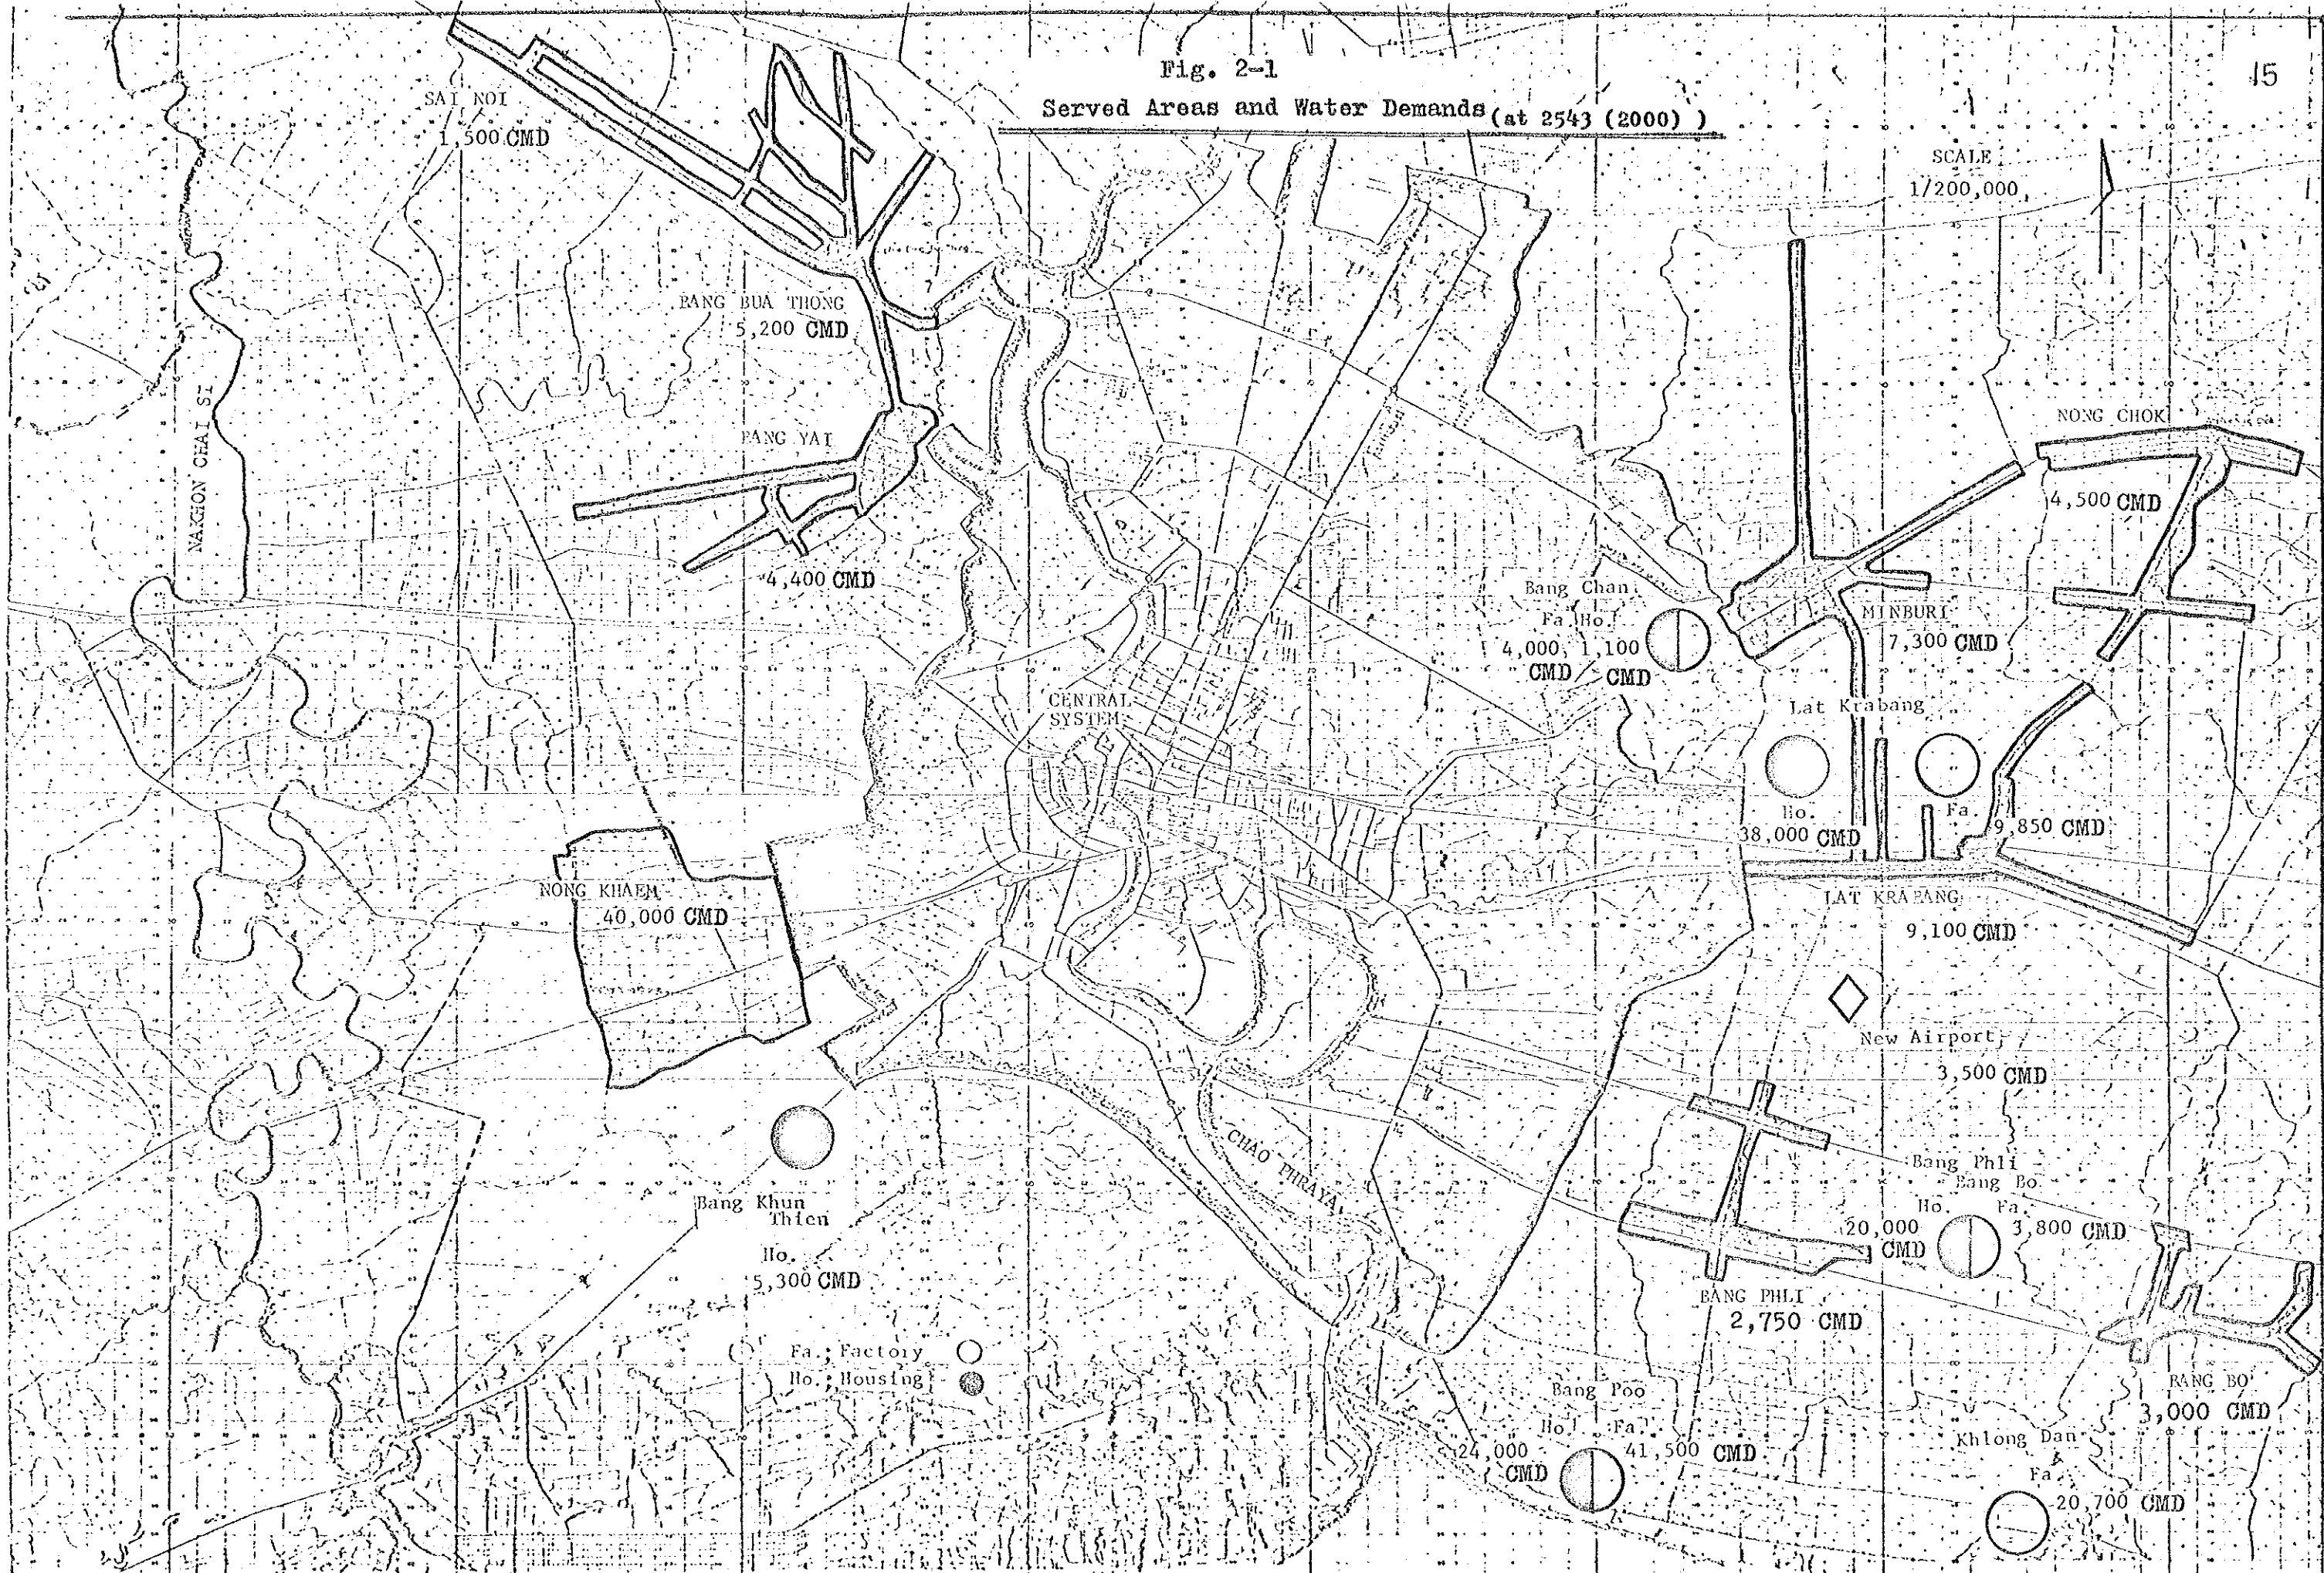 Fig. 2-1
Served Areas and Water Demands (at 2543 (2000) )
15
SCALE
1/200,000
SAI NOI
1,500 CMD
BANG BUA THONG
5,200 CMD
BANG YAI
4,400 CMD
NAKHON CHAI SI
NONG CHOK
4,500 CMD
Bang Chan
Fa. Ho.
4,000, 1,100
CMD CMD
MINBURI
7,300 CMD
CENTRAL
SYSTEM
Lat Krabang
Ho.
38,000 CMD
Fa.
9,850 CMD
NONG KHAEM
40,000 CMD
LAT KRABANG
9,100 CMD
New Airport
3,500 CMD
CHAO PHRAYA
Bang Khun
Thien
Ho.
5,300 CMD
Bang Phli
Bang Bo
Ho. Fa.
20,000
CMD
3,800 CMD
BANG PHLI
2,750 CMD
Fa.; Factory
Ho.; Housing
BANG BO
3,000 CMD
Bang Poo
Ho. Fa.
24,000
CMD
41,500 CMD
Khlong Dan
Fa.
20,700 CMD